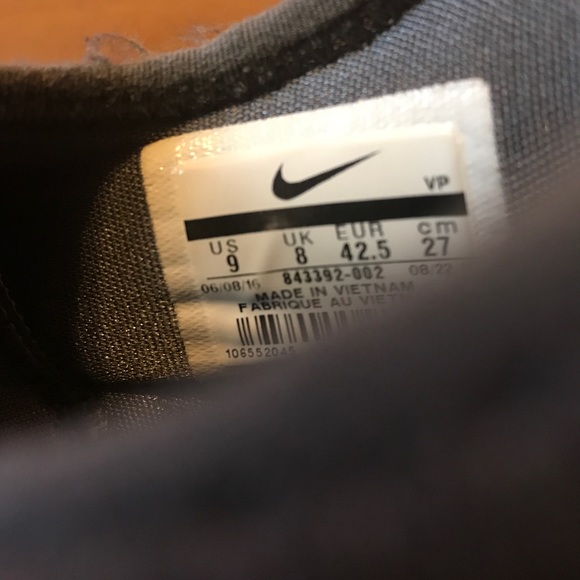 VP
US UK EUR cm
9 8 42.5 27
06/08/16 843392-002 08/22
MADE IN VIETNAM
FABRIQUE AU
106552045